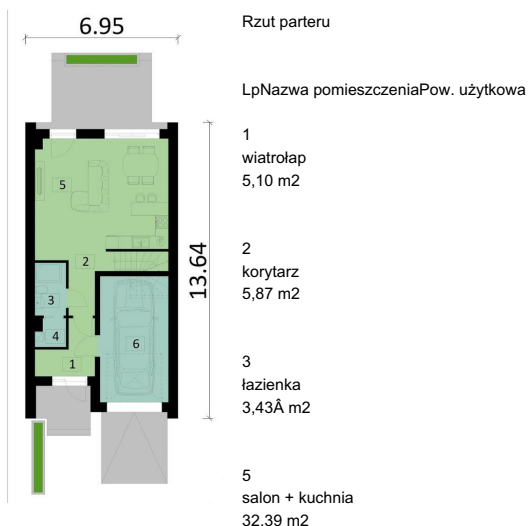 6.95
13.64
5
2
3
4
6
1
Rzut parteru
LpNazwa pomieszczeniaPow. użytkowa
1
wiatrołap
5,10 m2
2
korytarz
5,87 m2
3
łazienka
3,43Â m2
5
salon + kuchnia
32,39 m2